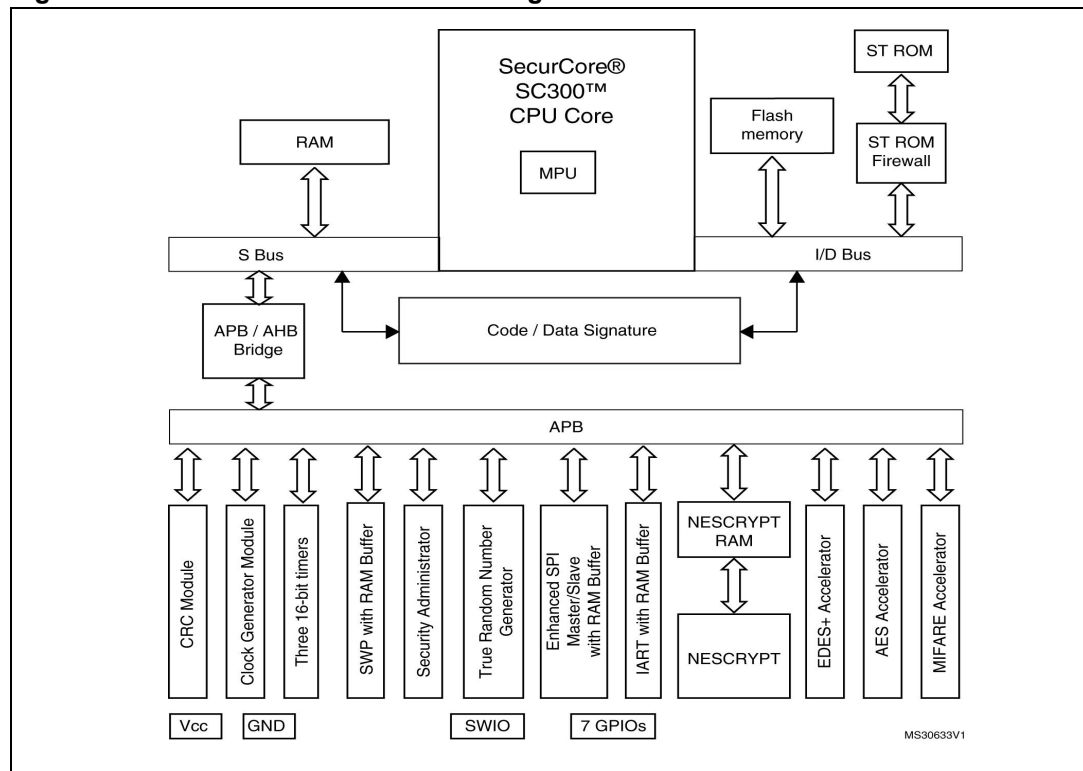 SecurCore®
SC300™
CPU Core
MPU
RAM
Flash
memory
ST ROM
ST ROM
Firewall
S Bus
I/D Bus
APB / AHB
Bridge
Code / Data Signature
APB
CRC Module
Clock Generator Module
Three 16-bit timers
SWP with RAM Buffer
Security Administrator
True Random Number
Generator
Enhanced SPI
Master/Slave
with RAM Buffer
IART with RAM Buffer
NESCRYPT
RAM
NESCRYPT
EDES+ Accelerator
AES Accelerator
MIFARE Accelerator
Vcc
GND
SWIO
7 GPIOs
MS30633V1